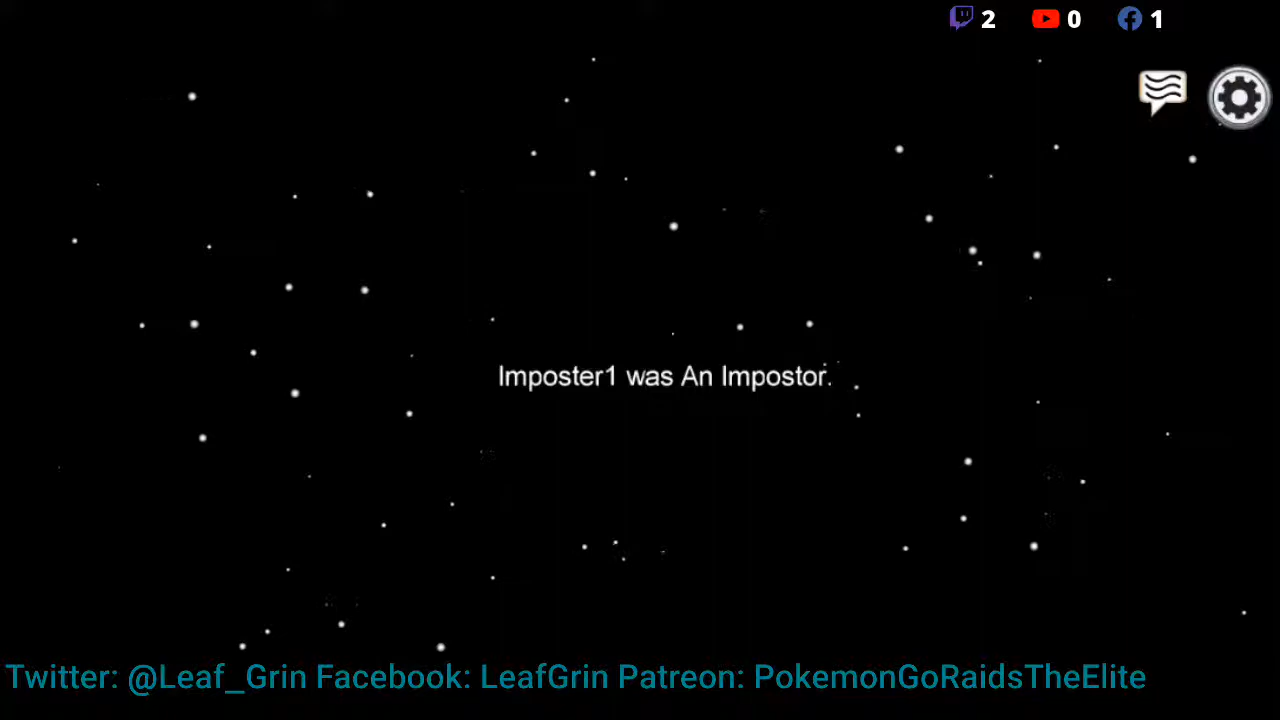 2 0 1
Imposter1 was An Impostor.
Twitter: @Leaf_Grin Facebook: LeafGrin Patreon: PokemonGoRaidsTheElite